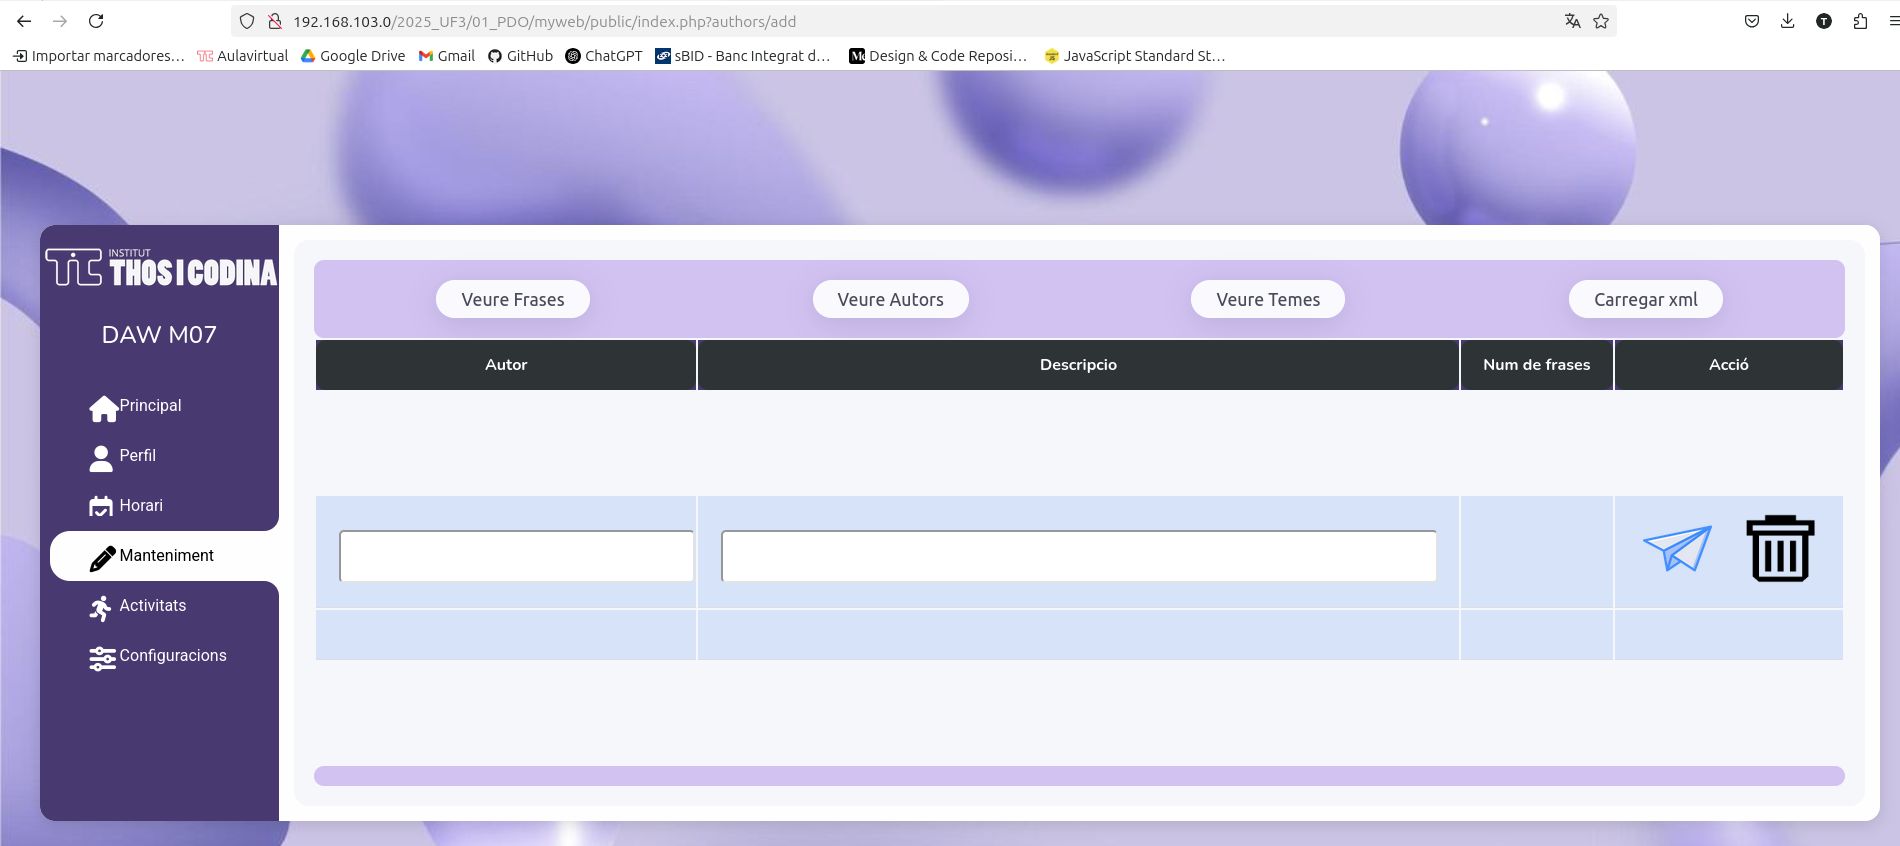 192.168.103.0/2025_UF3/01_PDO/myweb/public/index.php?authors/add
T
Importar marcadores… Aulavirtual Google Drive Gmail GitHub ChatGPT sBID - Banc Integrat d… Design & Code Reposi… JavaScript Standard St…
INSTITUT
TIC THOS I CODINA
DAW M07
Principal
Perfil
Horari
Manteniment
Activitats
Configuracions
Veure Frases Veure Autors Veure Temes Carregar xml
Autor Descripcio Num de frases Acció